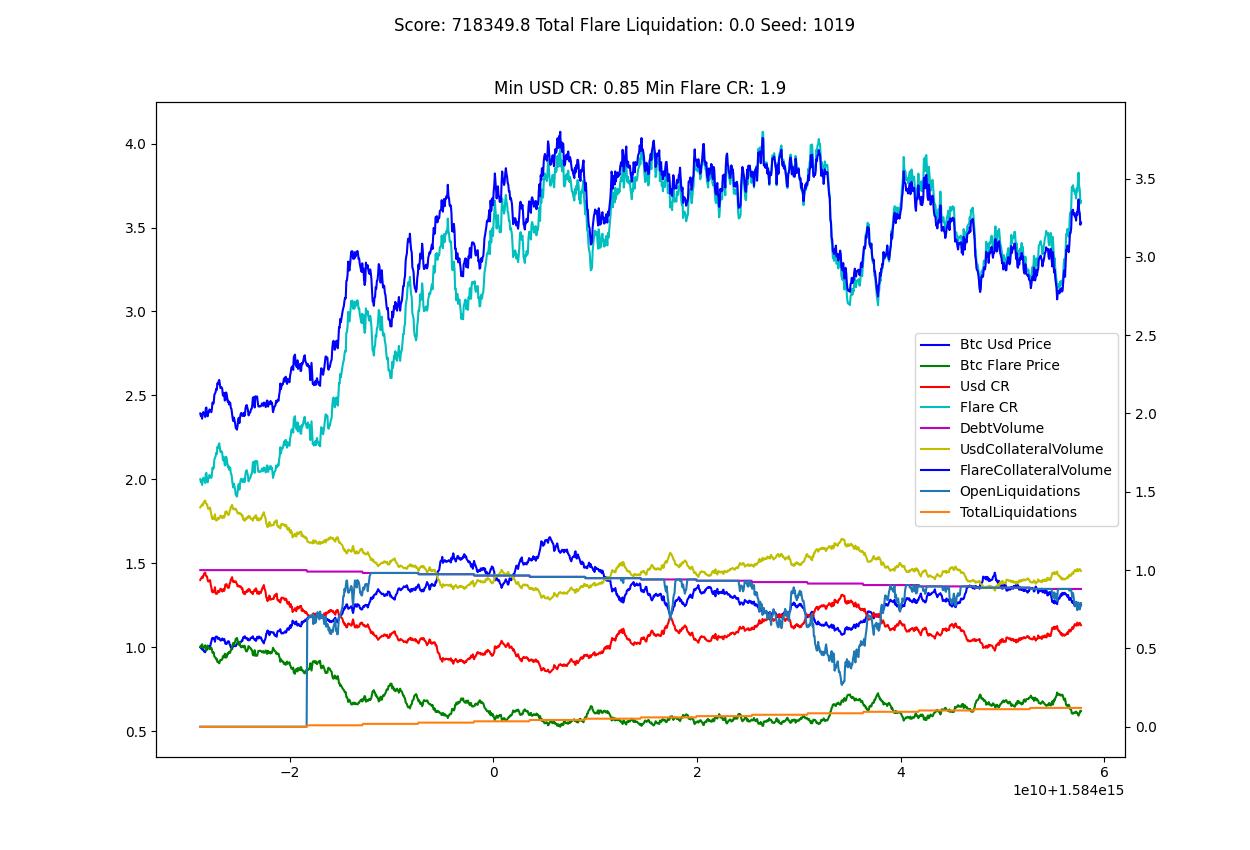 Score: 718349.8 Total Flare Liquidation: 0.0 Seed: 1019
Min USD CR: 0.85 Min Flare CR: 1.9
4.0
3.5
3.0
2.5
2.0
1.5
1.0
0.5
3.5
3.0
2.5
2.0
1.5
1.0
0.5
0.0
Btc Usd Price
Btc Flare Price
Usd CR
Flare CR
DebtVolume
UsdCollateralVolume
FlareCollateralVolume
OpenLiquidations
TotalLiquidations
−2 0 2 4 6
1e10+1.584e15